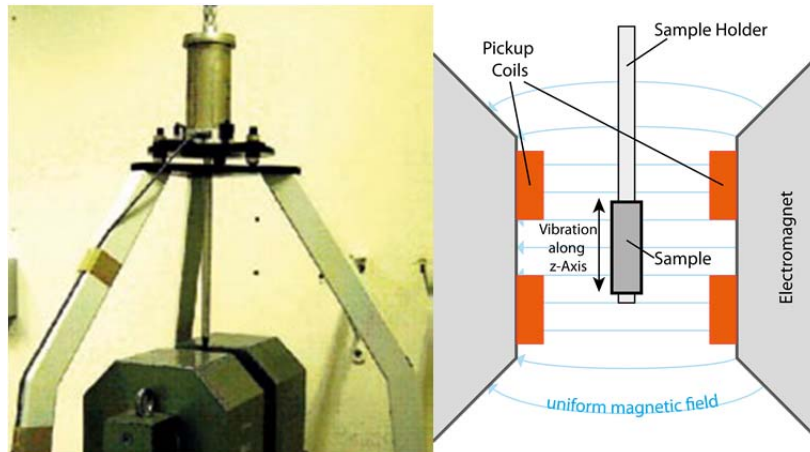 Pickup
Coils
Sample Holder
Vibration
along
z-Axis
Sample
Electromagnet
uniform magnetic field